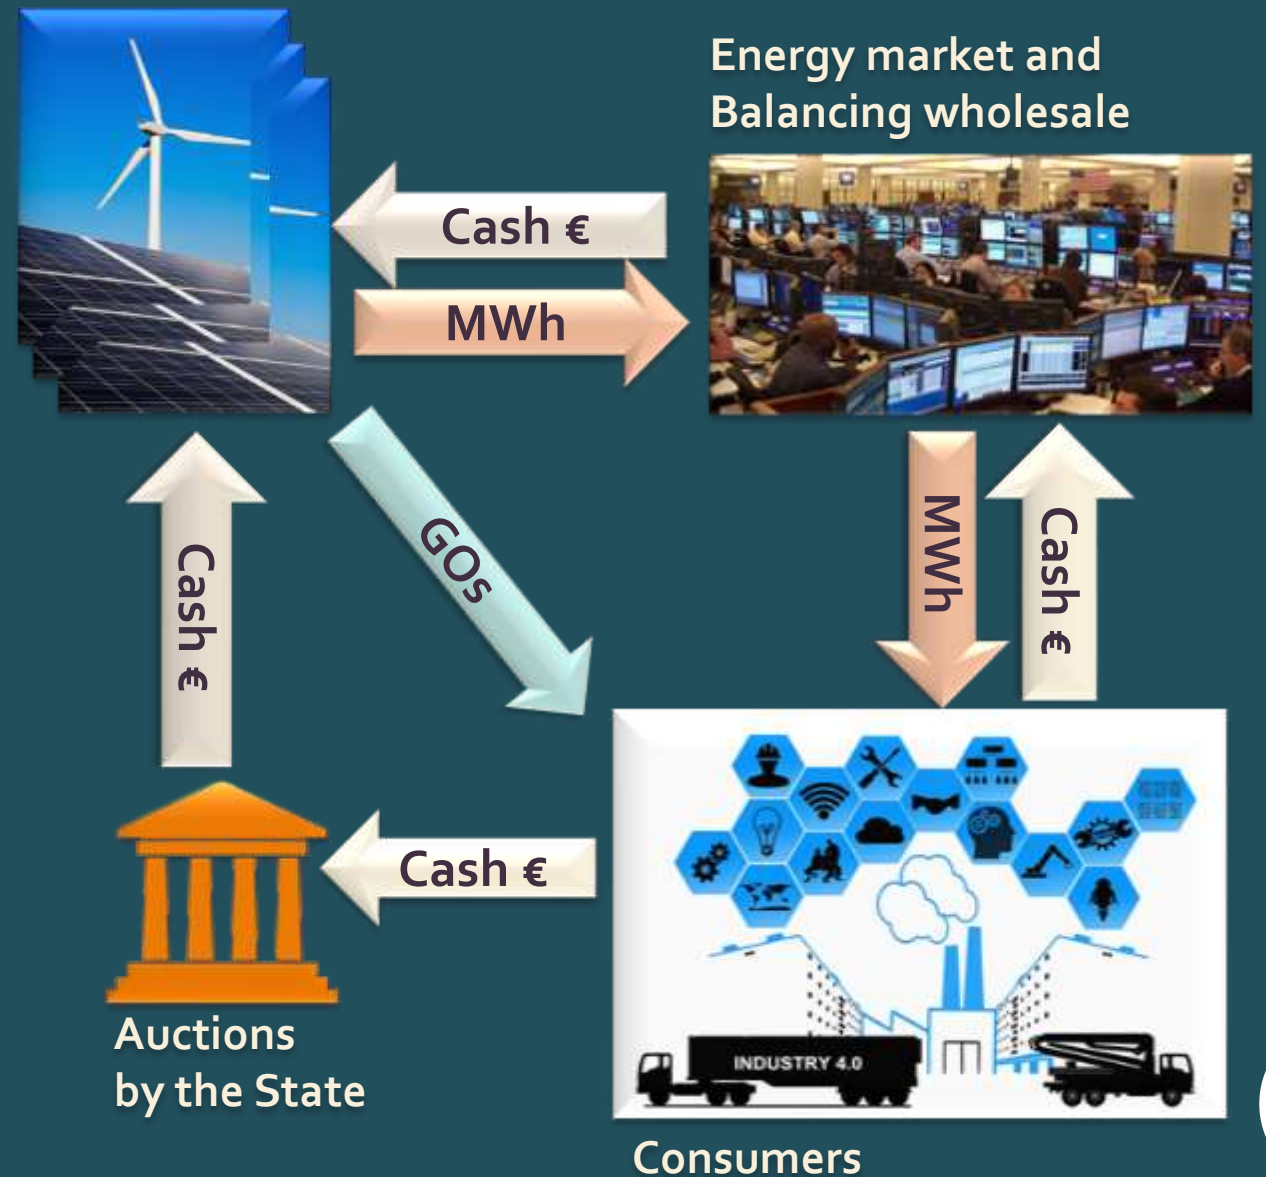 Energy market and
Balancing wholesale
Cash €
MWh
GOs
MWh
Cash €
Cash €
Cash €
INDUSTRY 4.0
Auctions
by the State
Consumers